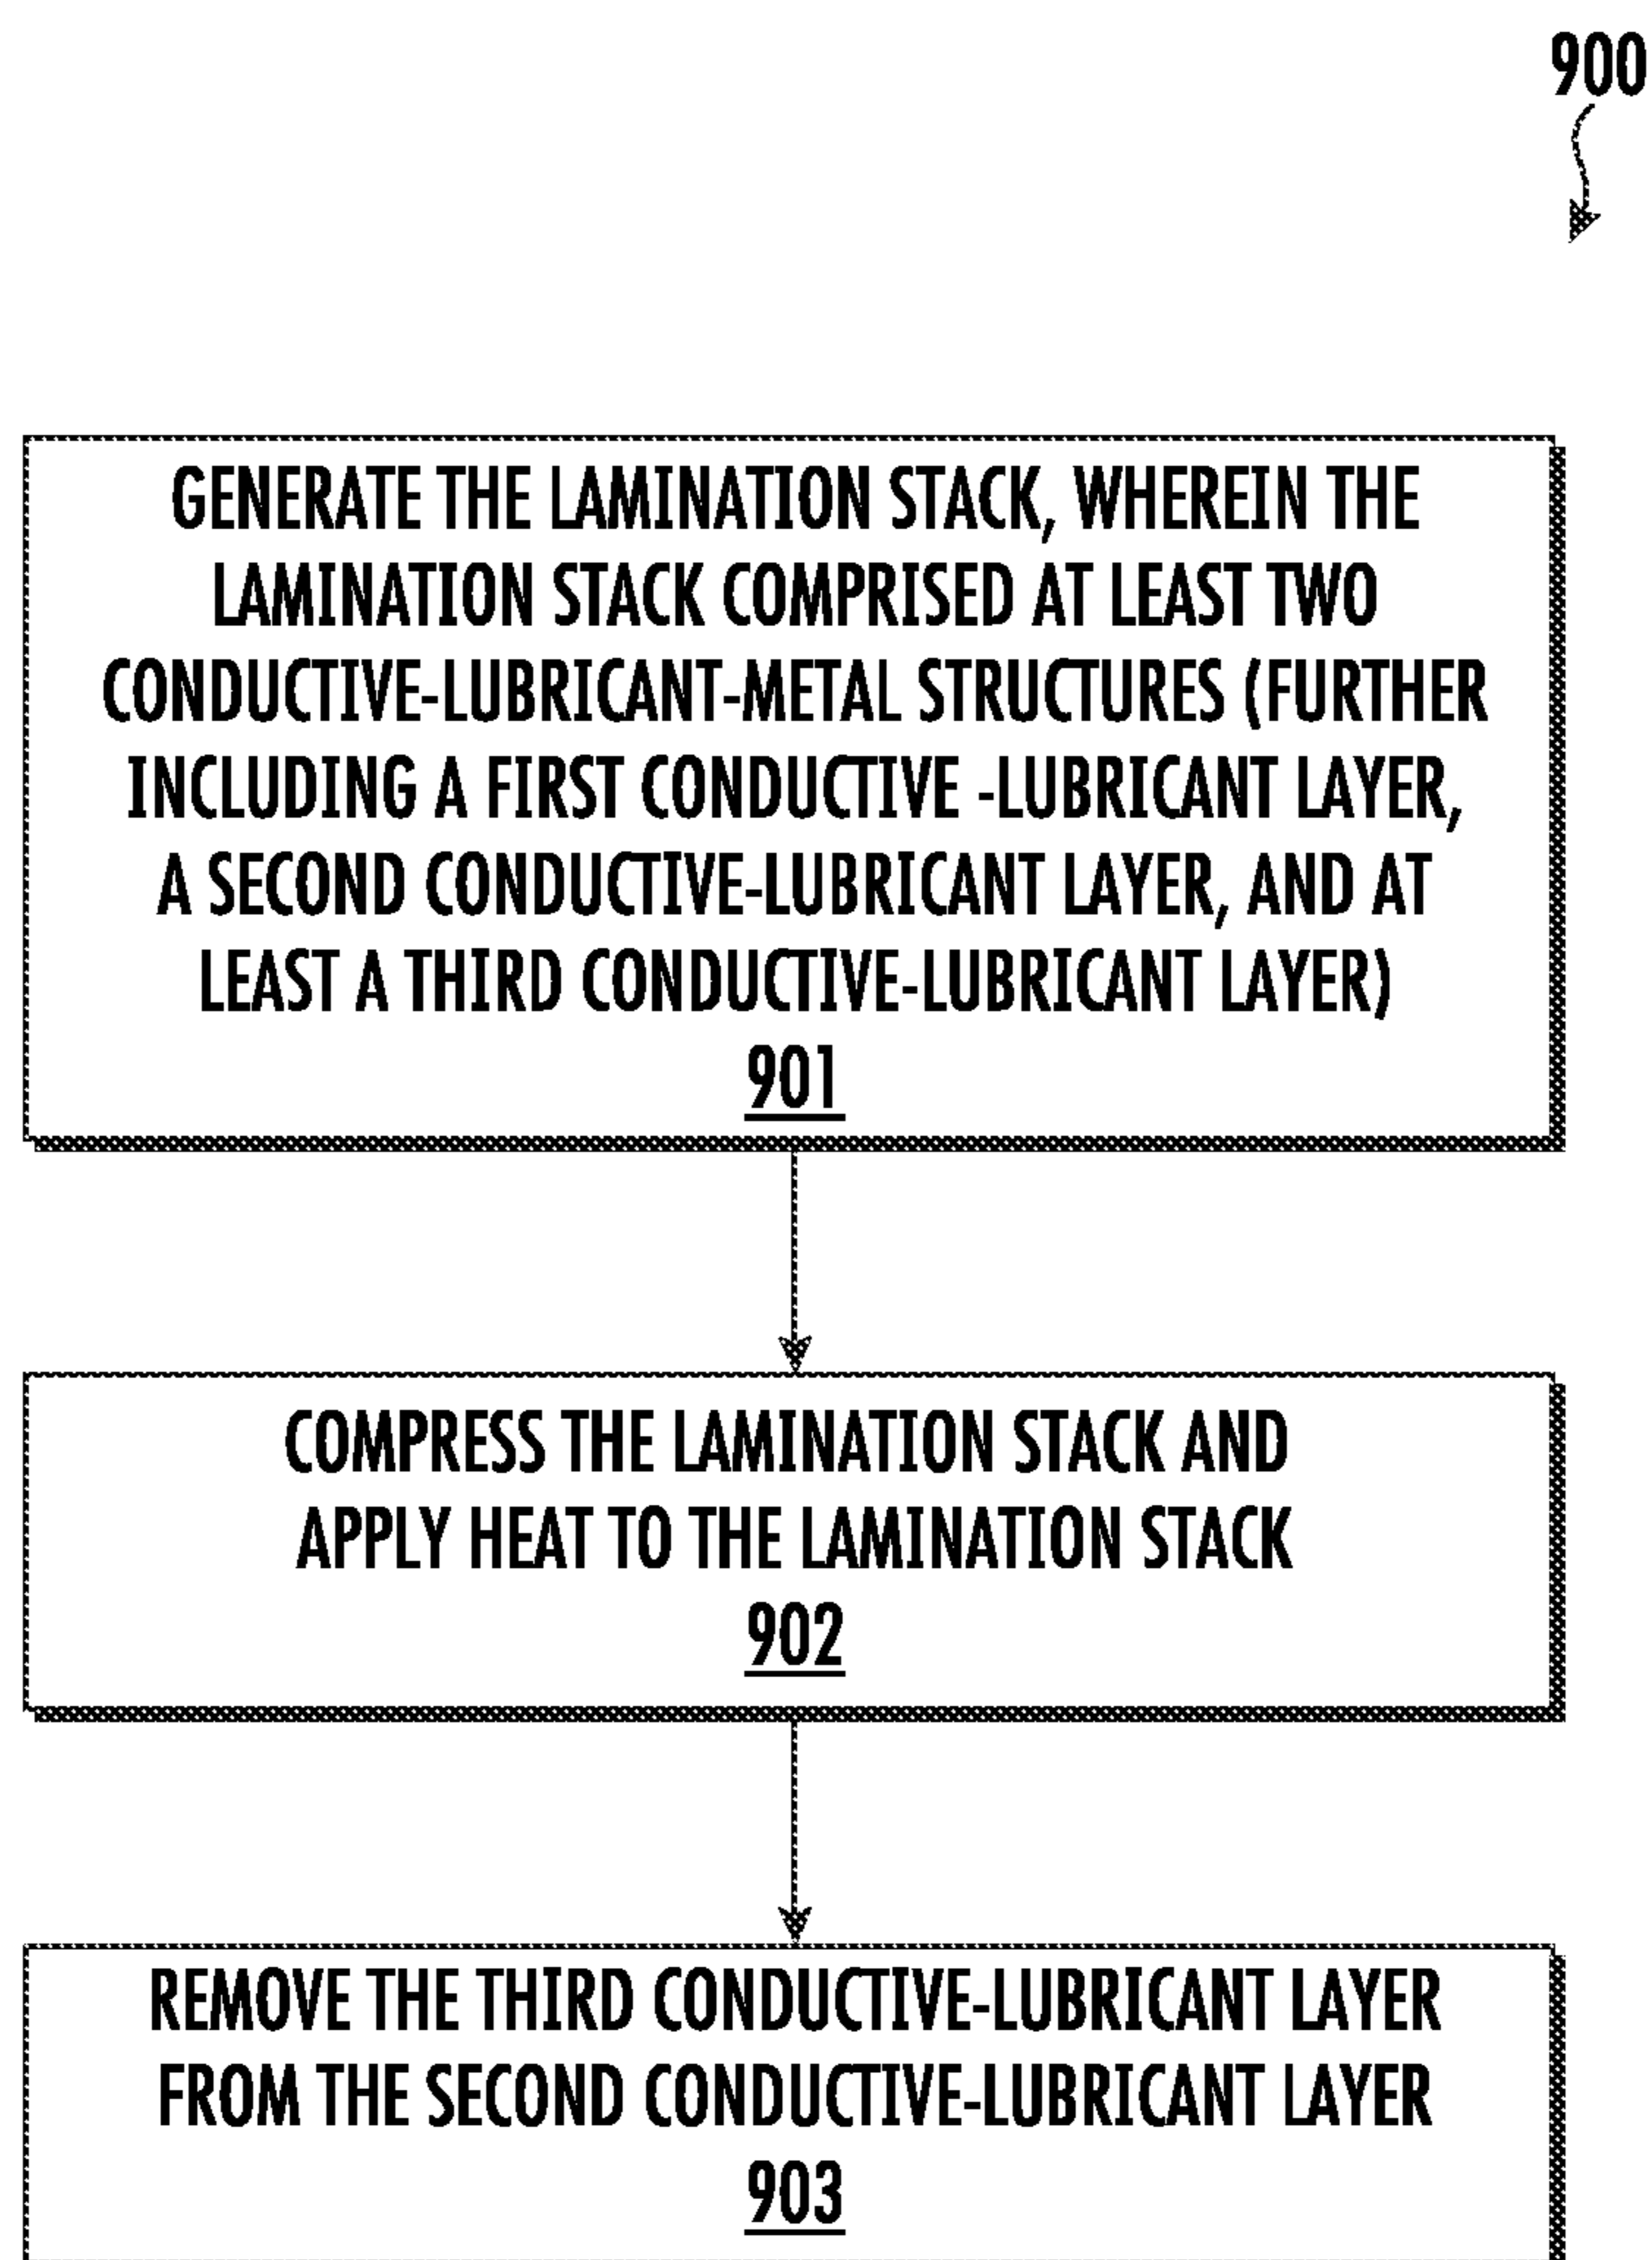 900
GENERATE THE LAMINATION STACK, WHEREIN THE
LAMINATION STACK COMPRISED AT LEAST TWO
CONDUCTIVE-LUBRICANT-METAL STRUCTURES (FURTHER
INCLUDING A FIRST CONDUCTIVE -LUBRICANT LAYER,
A SECOND CONDUCTIVE-LUBRICANT LAYER, AND AT
LEAST A THIRD CONDUCTIVE-LUBRICANT LAYER)
901
COMPRESS THE LAMINATION STACK AND
APPLY HEAT TO THE LAMINATION STACK
902
REMOVE THE THIRD CONDUCTIVE-LUBRICANT LAYER
FROM THE SECOND CONDUCTIVE-LUBRICANT LAYER
903